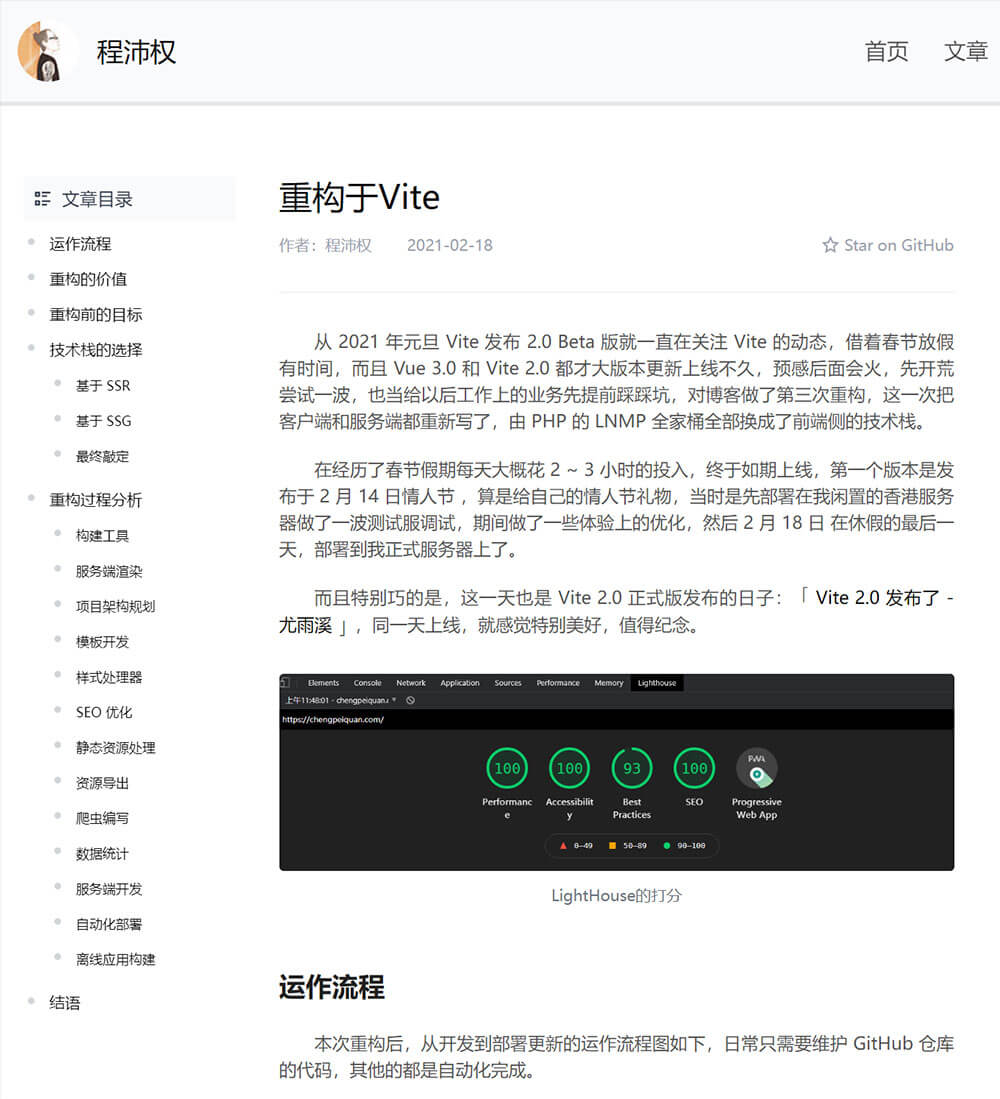 程沛权
首页 文章
文章目录
运作流程
重构的价值
重构前的目标
技术栈的选择
基于 SSR
基于 SSG
最终敲定
重构过程分析
构建工具
服务端渲染
项目架构规划
模板开发
样式处理器
SEO 优化
静态资源处理
资源导出
爬虫编写
数据统计
服务端开发
自动化部署
离线应用构建
结语
重构于Vite
作者：程沛权 2021-02-18 Star on GitHub
从 2021 年元旦 Vite 发布 2.0 Beta 版就一直在关注 Vite 的动态，借着春节放假
有时间，而且 Vue 3.0 和 Vite 2.0 都才大版本更新上线不久，预感后面会火，先开荒
尝试一波，也当给以后工作上的业务先提前踩踩坑，对博客做了第三次重构，这一次把
客户端和服务端都重新写了，由 PHP 的 LNMP 全家桶全部换成了前端侧的技术栈。
在经历了春节假期每天大概花 2 ~ 3 小时的投入，终于如期上线，第一个版本是发
布于 2 月 14 日情人节 ，算是给自己的情人节礼物，当时是先部署在我闲置的香港服务
器做了一波测试服调试，期间做了一些体验上的优化，然后 2 月 18 日 在休假的最后一
天，部署到我正式服务器上了。
而且特别巧的是，这一天也是 Vite 2.0 正式版发布的日子：「 Vite 2.0 发布了 -
尤雨溪 」，同一天上线，就感觉特别美好，值得纪念。
Elements Console Network Application Sources Performance Memory Lighthouse
上午11:48:01 - chengpeiquan.c
https://chengpeiquan.com/
100 100 93 100 PWA
Performanc
e
Accessibilit
y
Best
Practices
SEO
Progressive
Web App
0–49 50–89 90–100
LightHouse的打分
运作流程
本次重构后，从开发到部署更新的运作流程图如下，日常只需要维护 GitHub 仓库
的代码，其他的都是自动化完成。